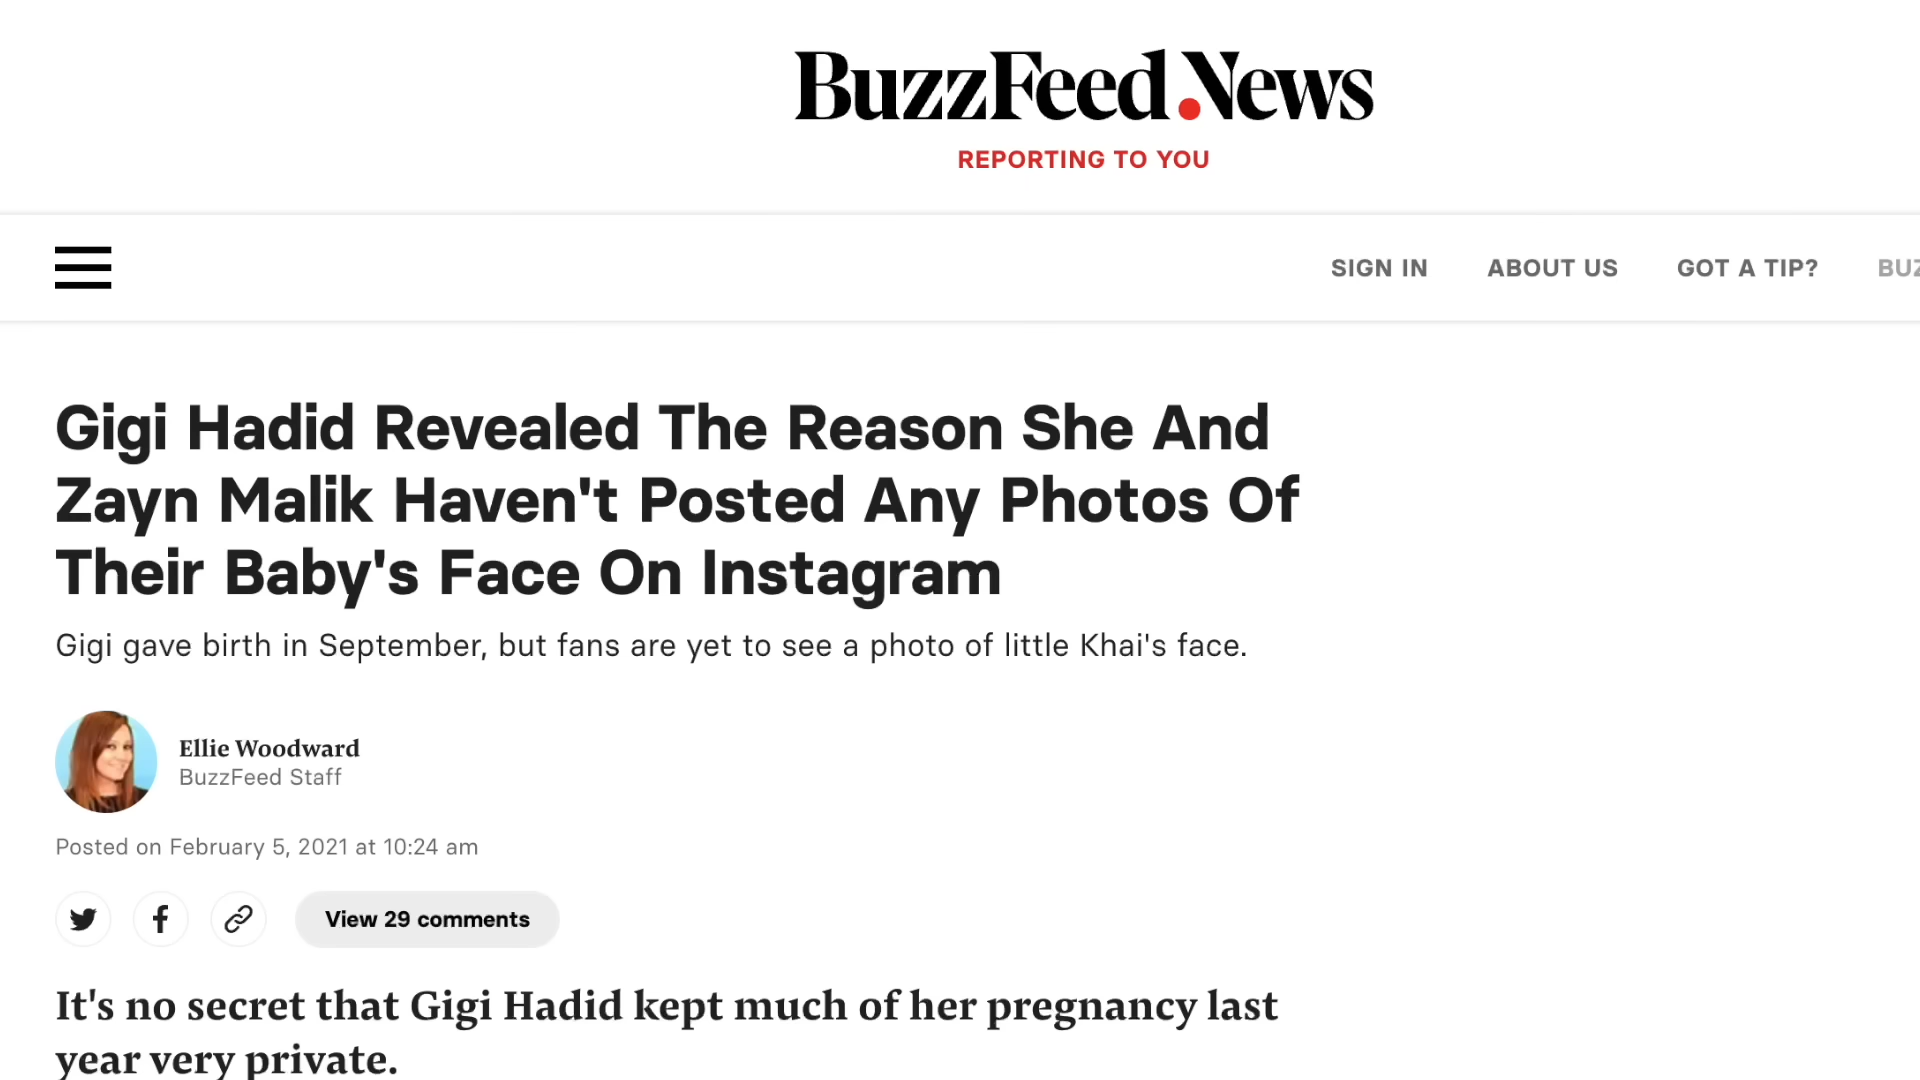 BuzzFeed News
REPORTING TO YOU
SIGN IN ABOUT US GOT A TIP?
Gigi Hadid Revealed The Reason She And
Zayn Malik Haven't Posted Any Photos Of
Their Baby's Face On Instagram
Gigi gave birth in September, but fans are yet to see a photo of little Khai's face.
Ellie Woodward
BuzzFeed Staff
Posted on February 5, 2021 at 10:24 am
View 29 comments
It's no secret that Gigi Hadid kept much of her pregnancy last
year very private.